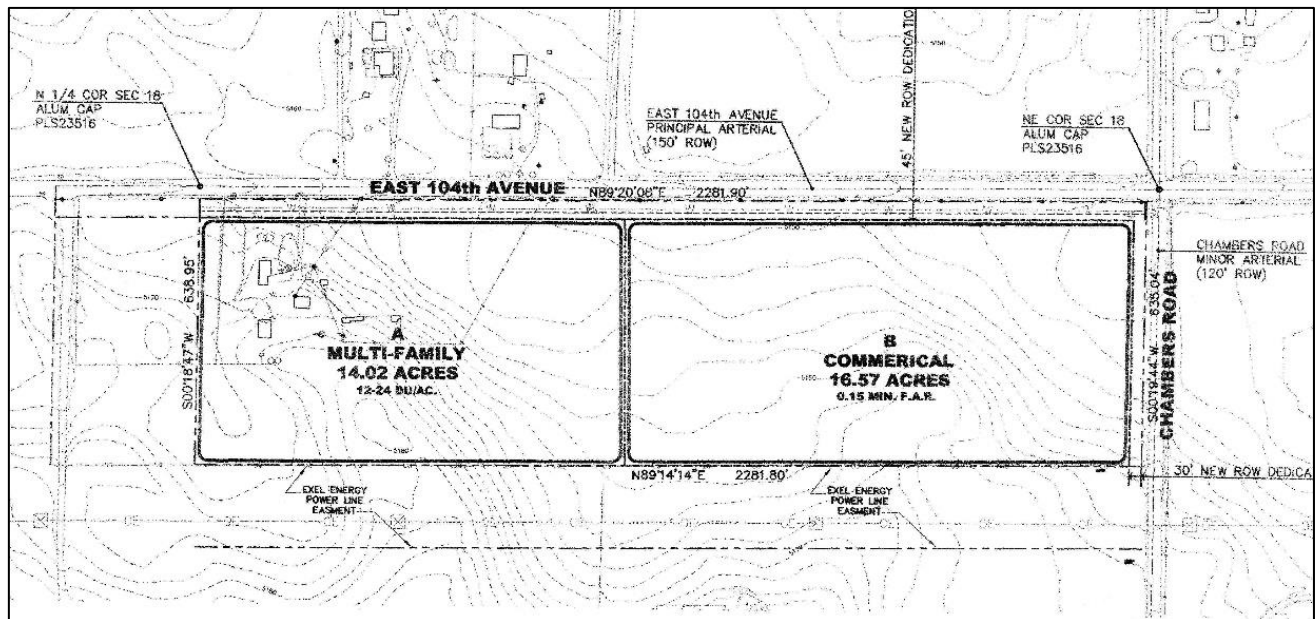 45' NEW ROW DEDICATIO
N 1/4 COR SEC 18
ALUM CAP
PLS23516
EAST 104th AVENUE
PRINCIPAL ARTERIAL
(150' ROW)
NE COR SEC 18
ALUM CAP
PLS23516
EAST 104th AVENUE
N89°20'08"E 2281.90'
CHAMBERS ROAD
MINOR ARTERIAL
(120' ROW)
S00°18'47"W 638.95'
A
MULTI-FAMILY
14.02 ACRES
12-24 DU/AC.
B
COMMERICAL
16.57 ACRES
0.15 MIN. F.A.R.
S00°19'44"W 635.04'
CHAMBERS ROAD
N89°14'14"E 2281.80'
30' NEW ROW DEDICA
EXEL ENERGY
POWER LINE
EASMENT
EXEL ENERGY
POWER LINE
EASMENT